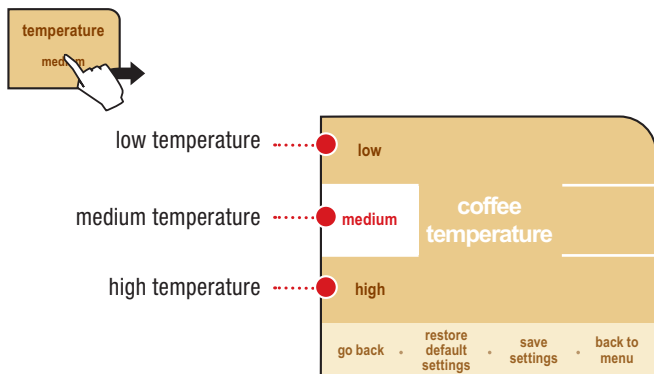 temperature
medium
low temperature
low
medium temperature
medium
coffee
temperature
high temperature
high
go back
restore
default
settings
save
settings
back to
menu